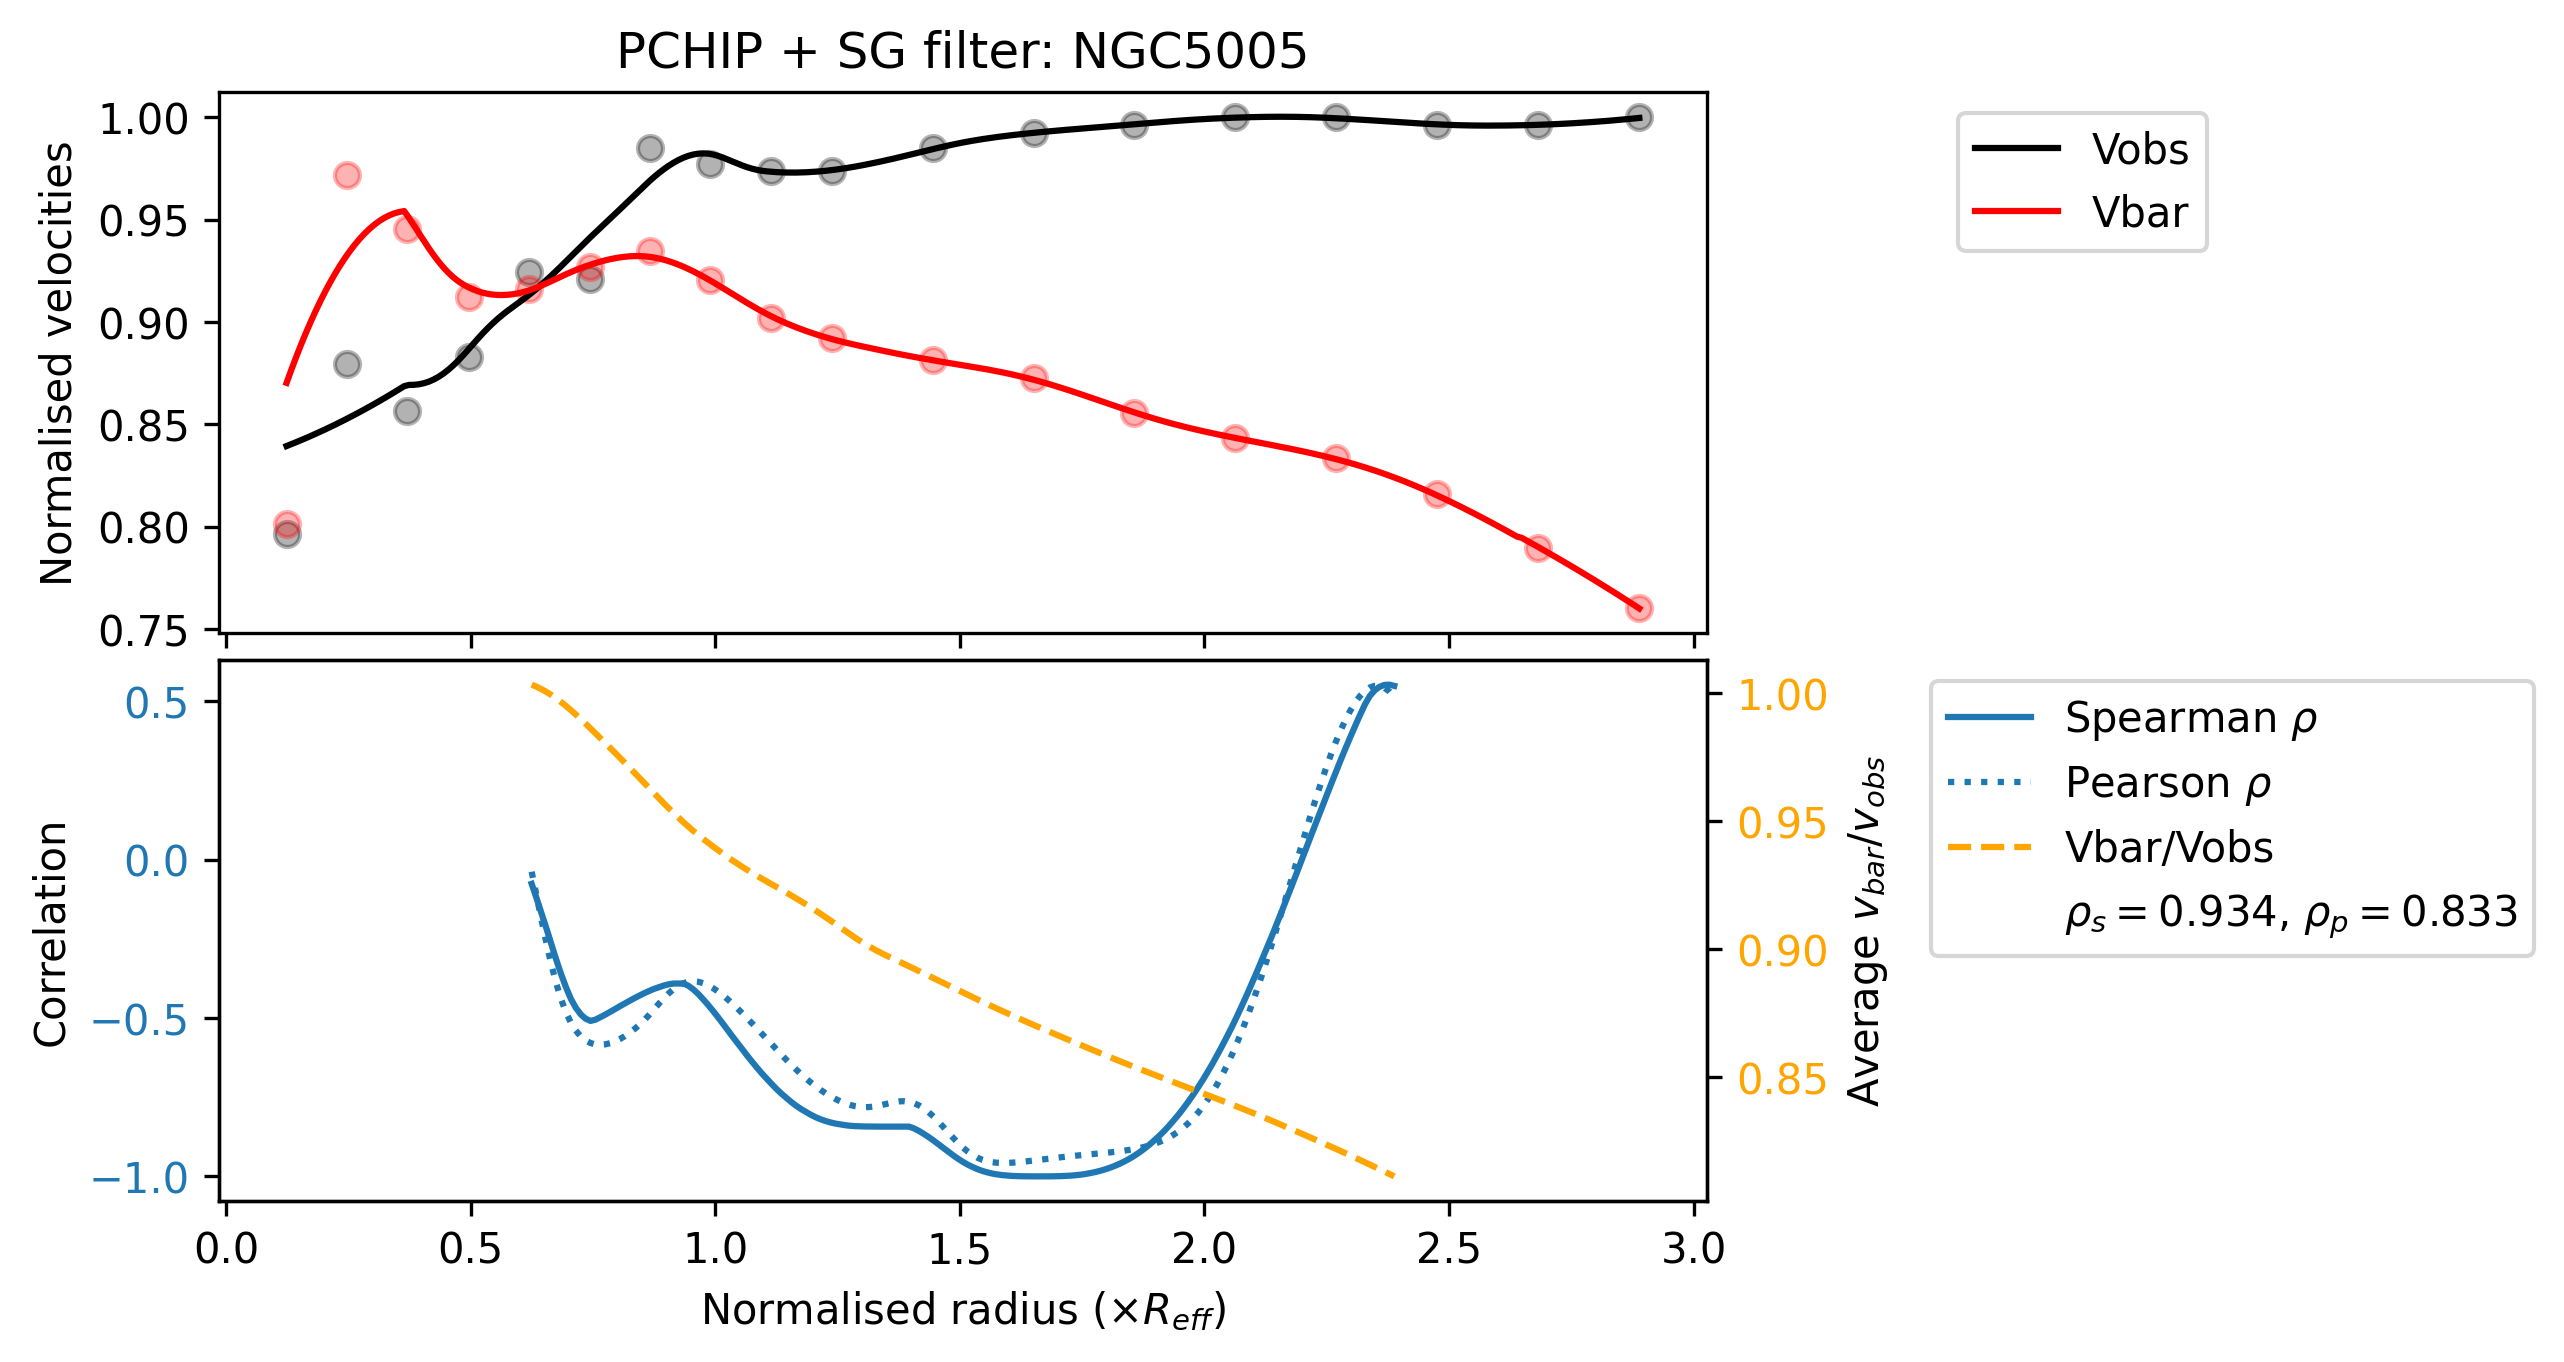 PCHIP + SG filter: NGC5005
Normalised velocities
1.00
0.95
0.90
0.85
0.80
0.75
Vobs
Vbar
Correlation
0.5
0.0
−0.5
−1.0
1.00
0.95
0.90
0.85
Average v_bar/v_obs
Spearman ρ
Pearson ρ
Vbar/Vobs
ρ_s = 0.934, ρ_p = 0.833
0.0 0.5 1.0 1.5 2.0 2.5 3.0
Normalised radius (×R_eff)